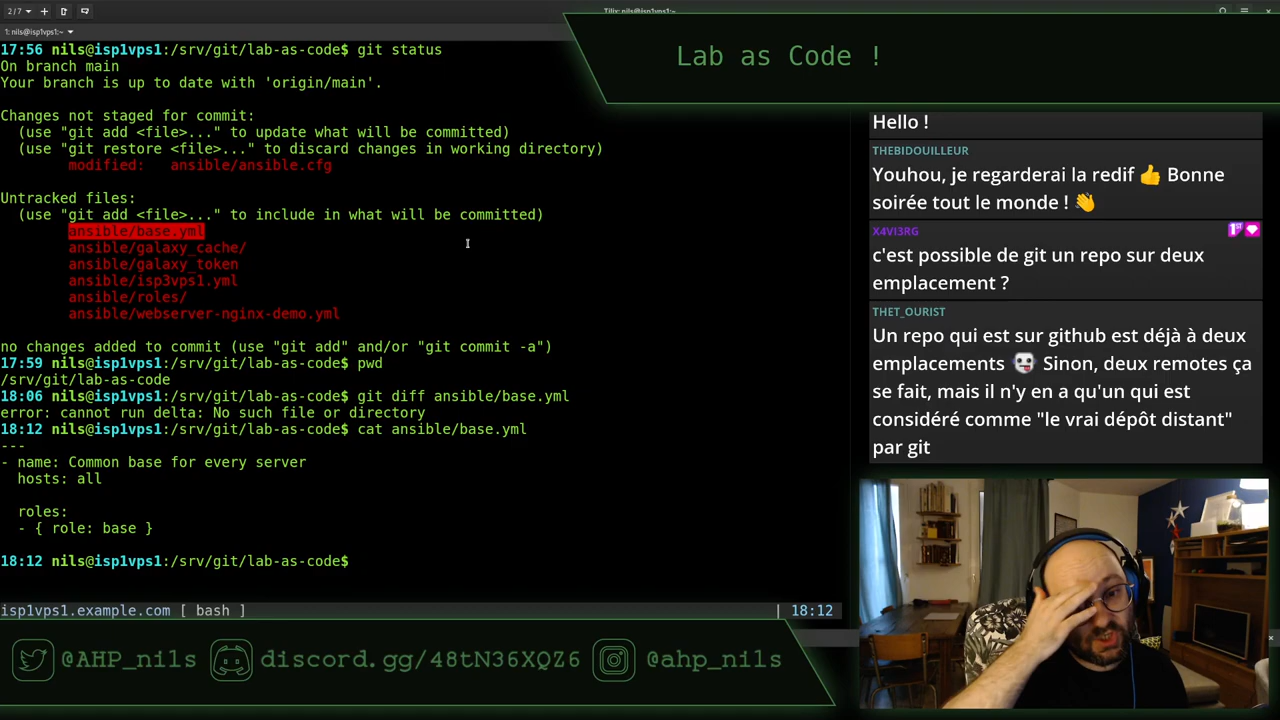 2/7
Tilix: nils@isp1vps1:~
1: nils@isp1vps1:~
Lab as Code !
17:56 nils@isp1vps1:/srv/git/lab-as-code$ git status
On branch main
Your branch is up to date with 'origin/main'.
Changes not staged for commit:
(use "git add <file>..." to update what will be committed)
(use "git restore <file>..." to discard changes in working directory)
modified: ansible/ansible.cfg
Untracked files:
(use "git add <file>..." to include in what will be committed)
ansible/base.yml
ansible/galaxy_cache/
ansible/galaxy_token
ansible/isp3vps1.yml
ansible/roles/
ansible/webserver-nginx-demo.yml
no changes added to commit (use "git add" and/or "git commit -a")
17:59 nils@isp1vps1:/srv/git/lab-as-code$ pwd
/srv/git/lab-as-code
18:06 nils@isp1vps1:/srv/git/lab-as-code$ git diff ansible/base.yml
error: cannot run delta: No such file or directory
18:12 nils@isp1vps1:/srv/git/lab-as-code$ cat ansible/base.yml
---
- name: Common base for every server
hosts: all
roles:
- { role: base }
18:12 nils@isp1vps1:/srv/git/lab-as-code$
isp1vps1.example.com [ bash ] | 18:12
Hello !
THEBIDOUILLEUR
Youhou, je regarderai la redif 👍 Bonne
soirée tout le monde ! 👋
X4VI3RG
c'est possible de git un repo sur deux
emplacement ?
THET_OURIST
Un repo qui est sur github est déjà à deux
emplacements 👻 Sinon, deux remotes ça
se fait, mais il n'y en a qu'un qui est
considéré comme "le vrai dépôt distant"
par git
@AHP_nils discord.gg/48tN36XQZ6 @ahp_nils